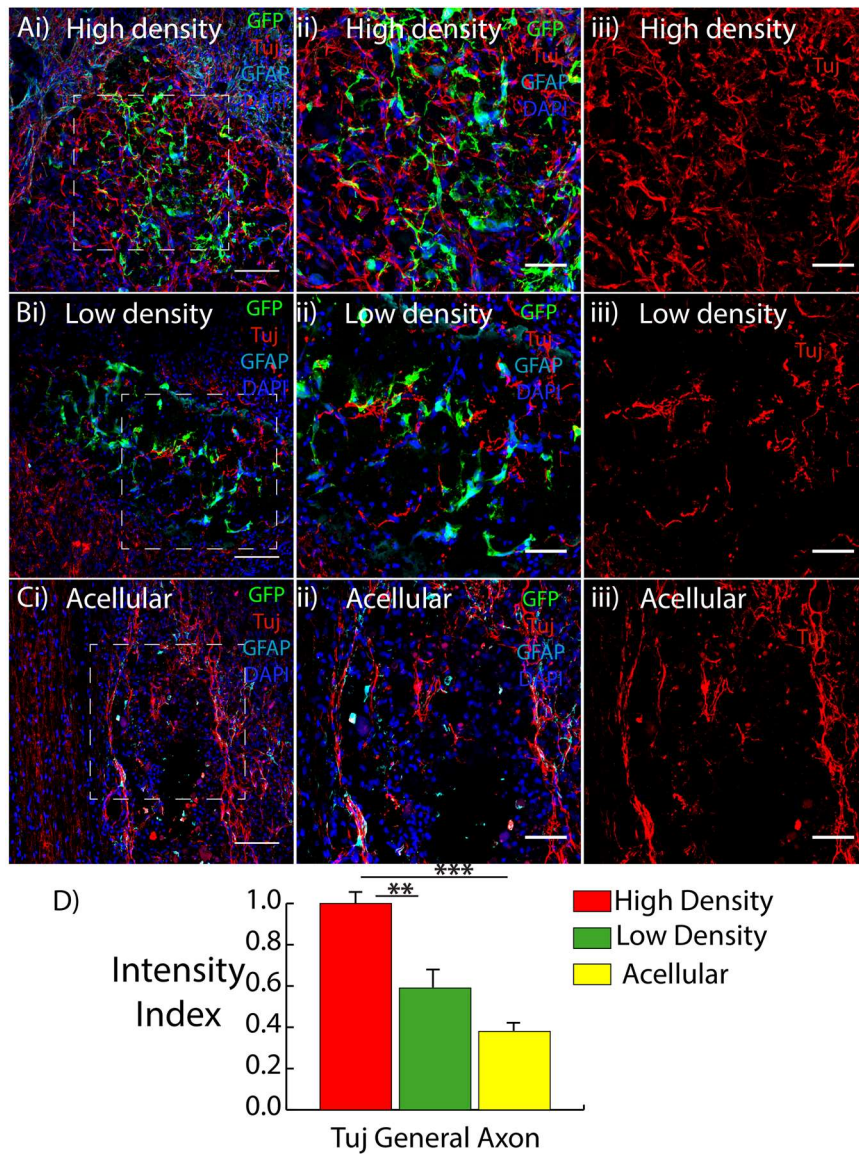 Ai) High density
GFP
Tuj
GFAP
DAPI
ii) High density
GFP
Tuj
GFAP
DAPI
iii) High density
Tuj
Bi) Low density
GFP
Tuj
GFAP
DAPI
ii) Low density
GFP
Tuj
GFAP
DAPI
iii) Low density
Tuj
Ci) Acellular
GFP
Tuj
GFAP
DAPI
ii) Acellular
GFP
Tuj
GFAP
DAPI
iii) Acellular
Tuj
D)
Intensity
Index
1.0
0.8
0.6
0.4
0.2
0.0
***
**
High Density
Low Density
Acellular
Tuj General Axon